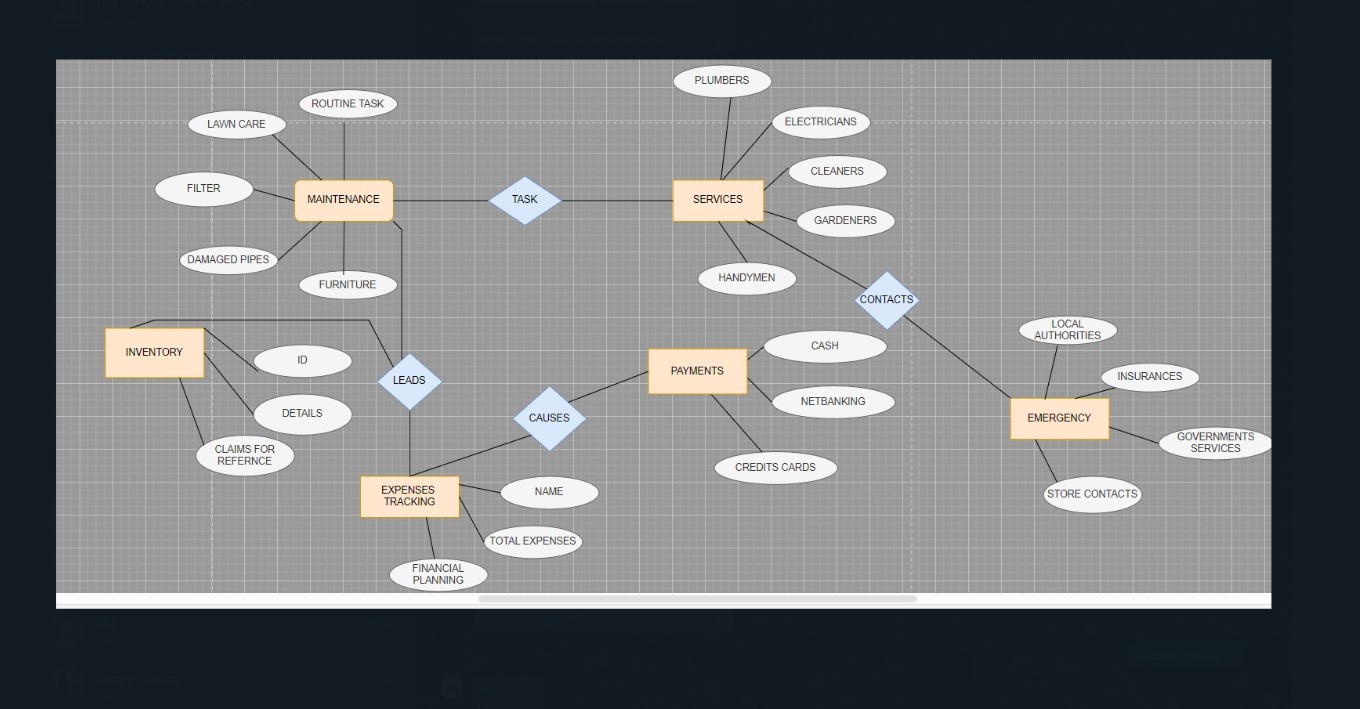 PLUMBERS
ROUTINE TASK
LAWN CARE
ELECTRICIANS
CLEANERS
FILTER
MAINTENANCE
TASK
SERVICES
GARDENERS
DAMAGED PIPES
FURNITURE
HANDYMEN
CONTACTS
LOCAL
AUTHORITIES
INVENTORY
ID
CASH
LEADS
PAYMENTS
INSURANCES
DETAILS
CAUSES
NETBANKING
EMERGENCY
CLAIMS FOR
REFERNCE
GOVERNMENTS
SERVICES
CREDITS CARDS
EXPENSES
TRACKING
NAME
STORE CONTACTS
TOTAL EXPENSES
FINANCIAL
PLANNING